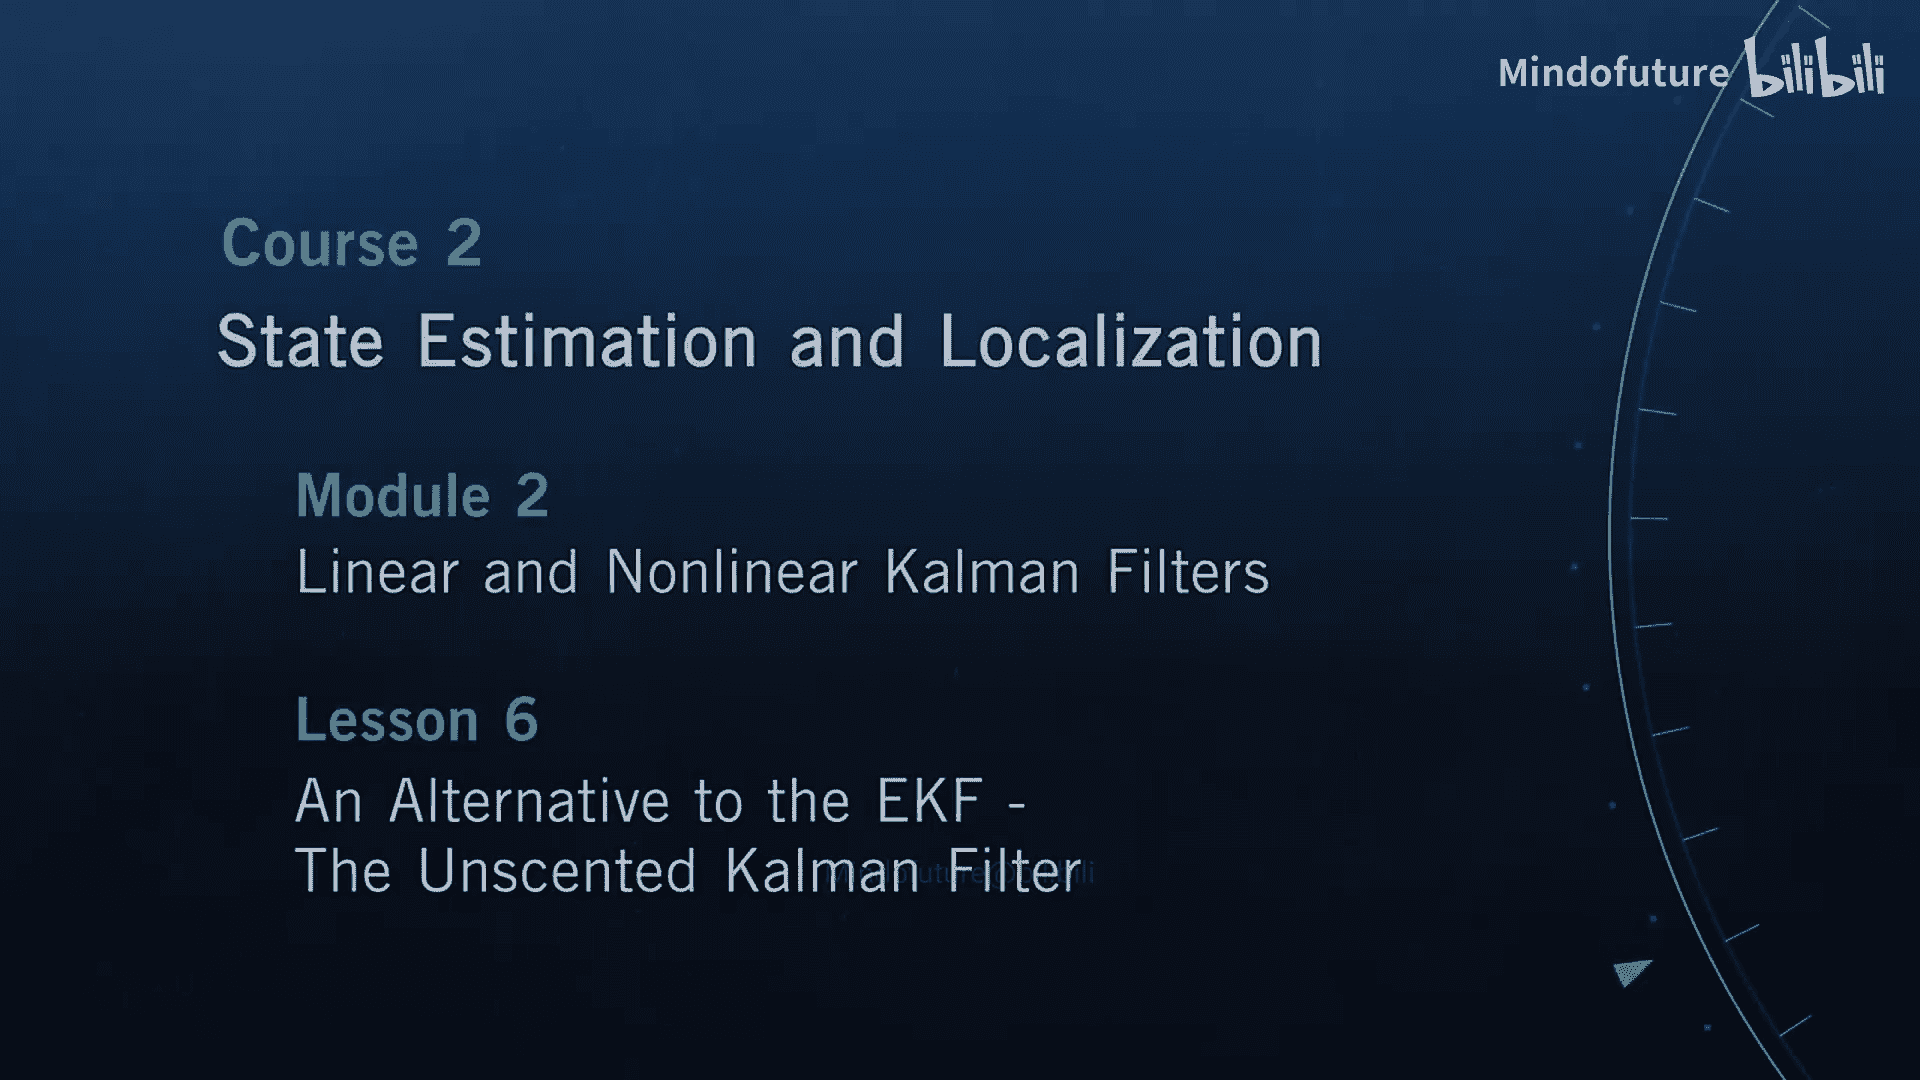 Mindofuture bilibili
Course 2
State Estimation and Localization
Module 2
Linear and Nonlinear Kalman Filters
Lesson 6
An Alternative to the EKF -
The Unscented Kalman Filter